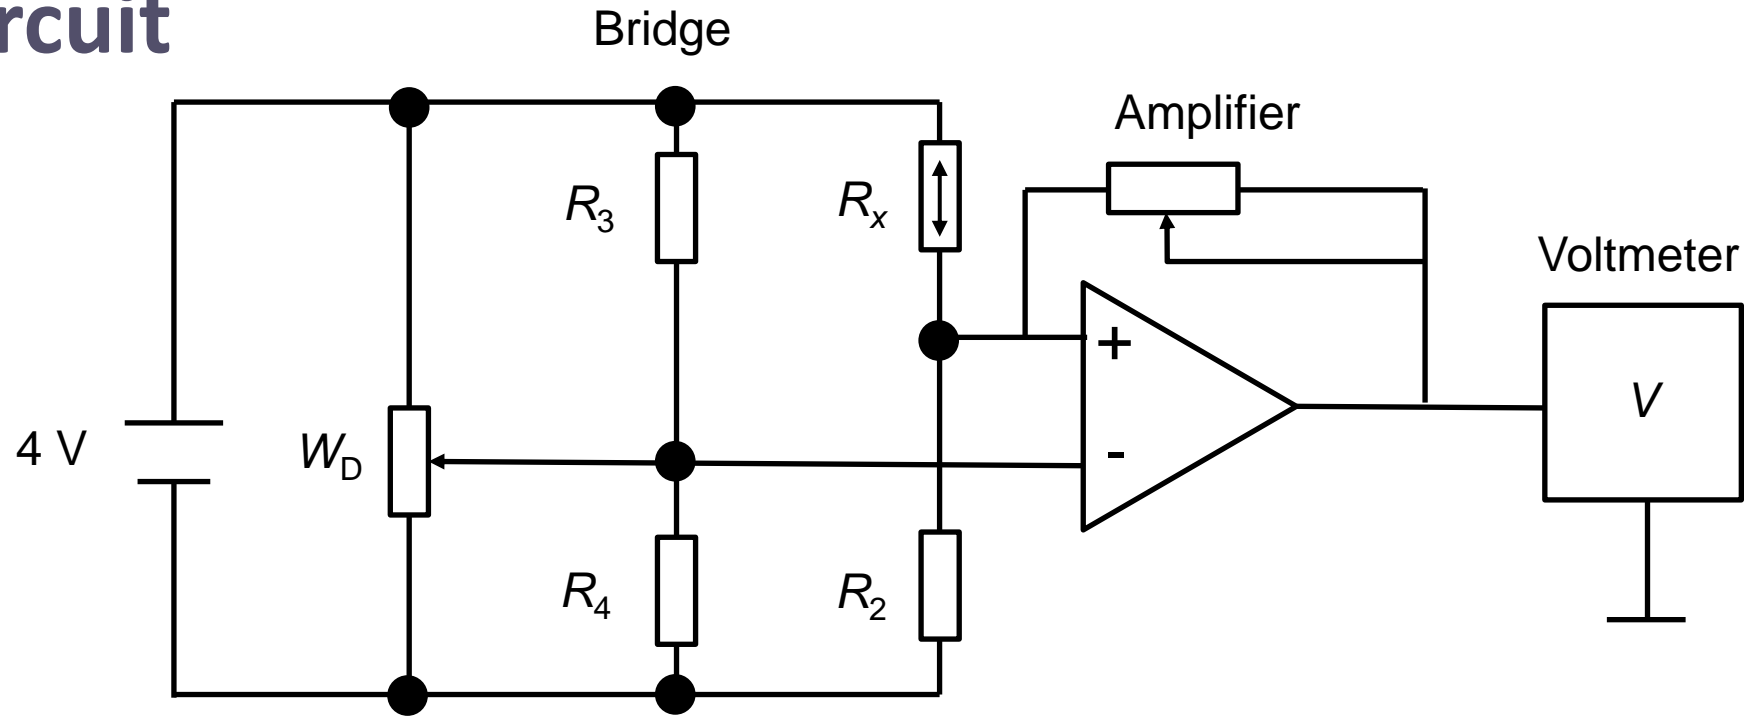 rcuit
Bridge
Amplifier
R3
Rx
Voltmeter
+
V
4 V
WD
-
R4
R2